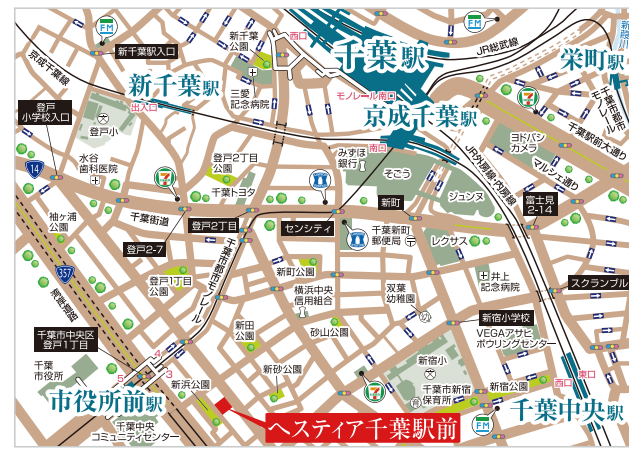 千葉駅
新千葉駅
京成千葉駅
栄町駅
市役所前駅
千葉中央駅
ヘスティア千葉駅前
FM
新千葉駅入口
新千葉
公園
西口
FM
JR総武線
京成千葉線
三愛
記念病院
モノレール南口
出入口
登戸
小学校入口
文
登戸小
千葉都市
モノレール
千葉駅前大通り
ヨドバシ
カメラ
マルシェ通り
7
みずほ
銀行
南口
そごう
JR外房線・内房線
14
水谷
歯科医院
7
登戸2丁目
公園
千葉トヨタ
ジュンヌ
富士見
2-14
袖ヶ浦
公園
千葉街道
登戸2丁目
センシティ
新町
登戸2-7
千葉新町
郵便局
レクサス
357
海岸道路
千葉都市モノレール
登戸1丁目
公園
新町公園
井上
記念病院
スクランブル
横浜中央
信用組合
双葉
幼稚園
千葉市中央区
登戸1丁目
新田
公園
砂山公園
新宿小学校
VEGAアサヒ
ボウリングセンター
千葉
市役所
4
3
5
新浜公園
新砂公園
新宿小
文
7
千葉市新宿
保育所
新宿公園
西口
東口
千葉中央
コミュニティセンター
FM